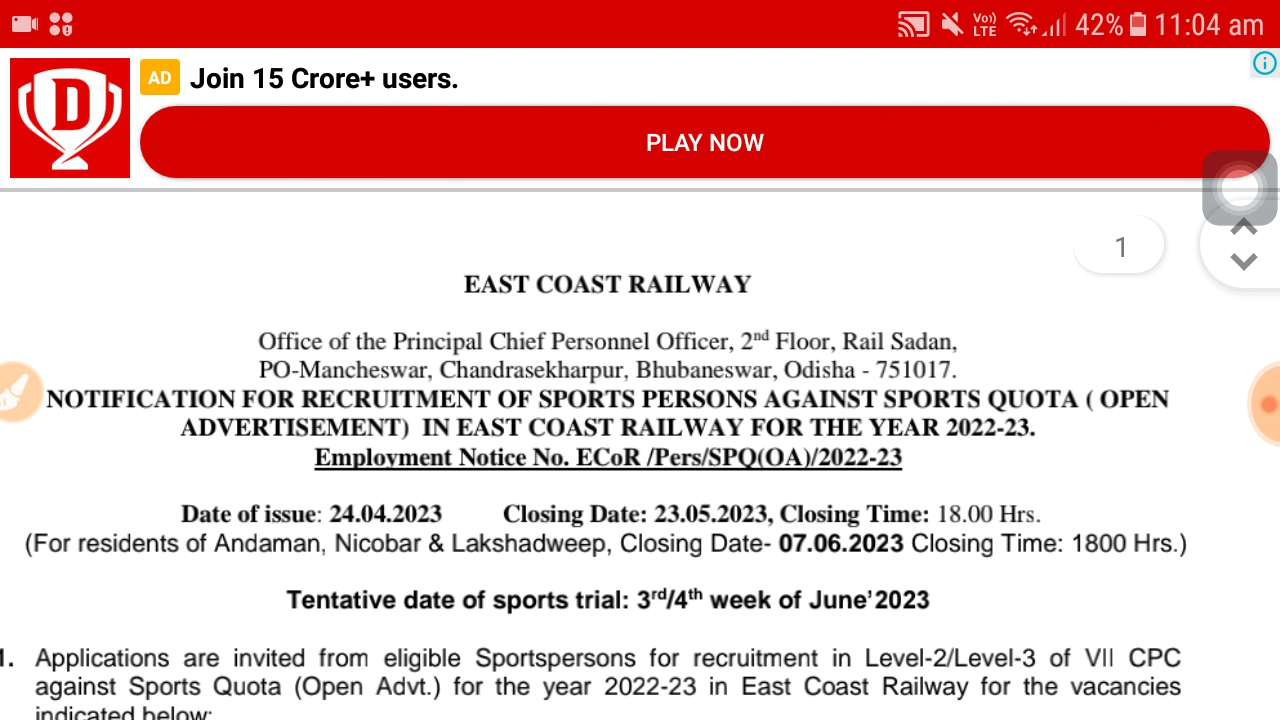 Vo)) LTE 42% 11:04 am
AD Join 15 Crore+ users.
D
PLAY NOW
1
EAST COAST RAILWAY
Office of the Principal Chief Personnel Officer, 2nd Floor, Rail Sadan,
PO-Mancheswar, Chandrasekharpur, Bhubaneswar, Odisha - 751017.
NOTIFICATION FOR RECRUITMENT OF SPORTS PERSONS AGAINST SPORTS QUOTA ( OPEN
ADVERTISEMENT) IN EAST COAST RAILWAY FOR THE YEAR 2022-23.
Employment Notice No. ECoR /Pers/SPQ(OA)/2022-23
Date of issue: 24.04.2023 Closing Date: 23.05.2023, Closing Time: 18.00 Hrs.
(For residents of Andaman, Nicobar & Lakshadweep, Closing Date- 07.06.2023 Closing Time: 1800 Hrs.)
Tentative date of sports trial: 3rd/4th week of June'2023
1. Applications are invited from eligible Sportspersons for recruitment in Level-2/Level-3 of VII CPC
against Sports Quota (Open Advt.) for the year 2022-23 in East Coast Railway for the vacancies
indicated below: